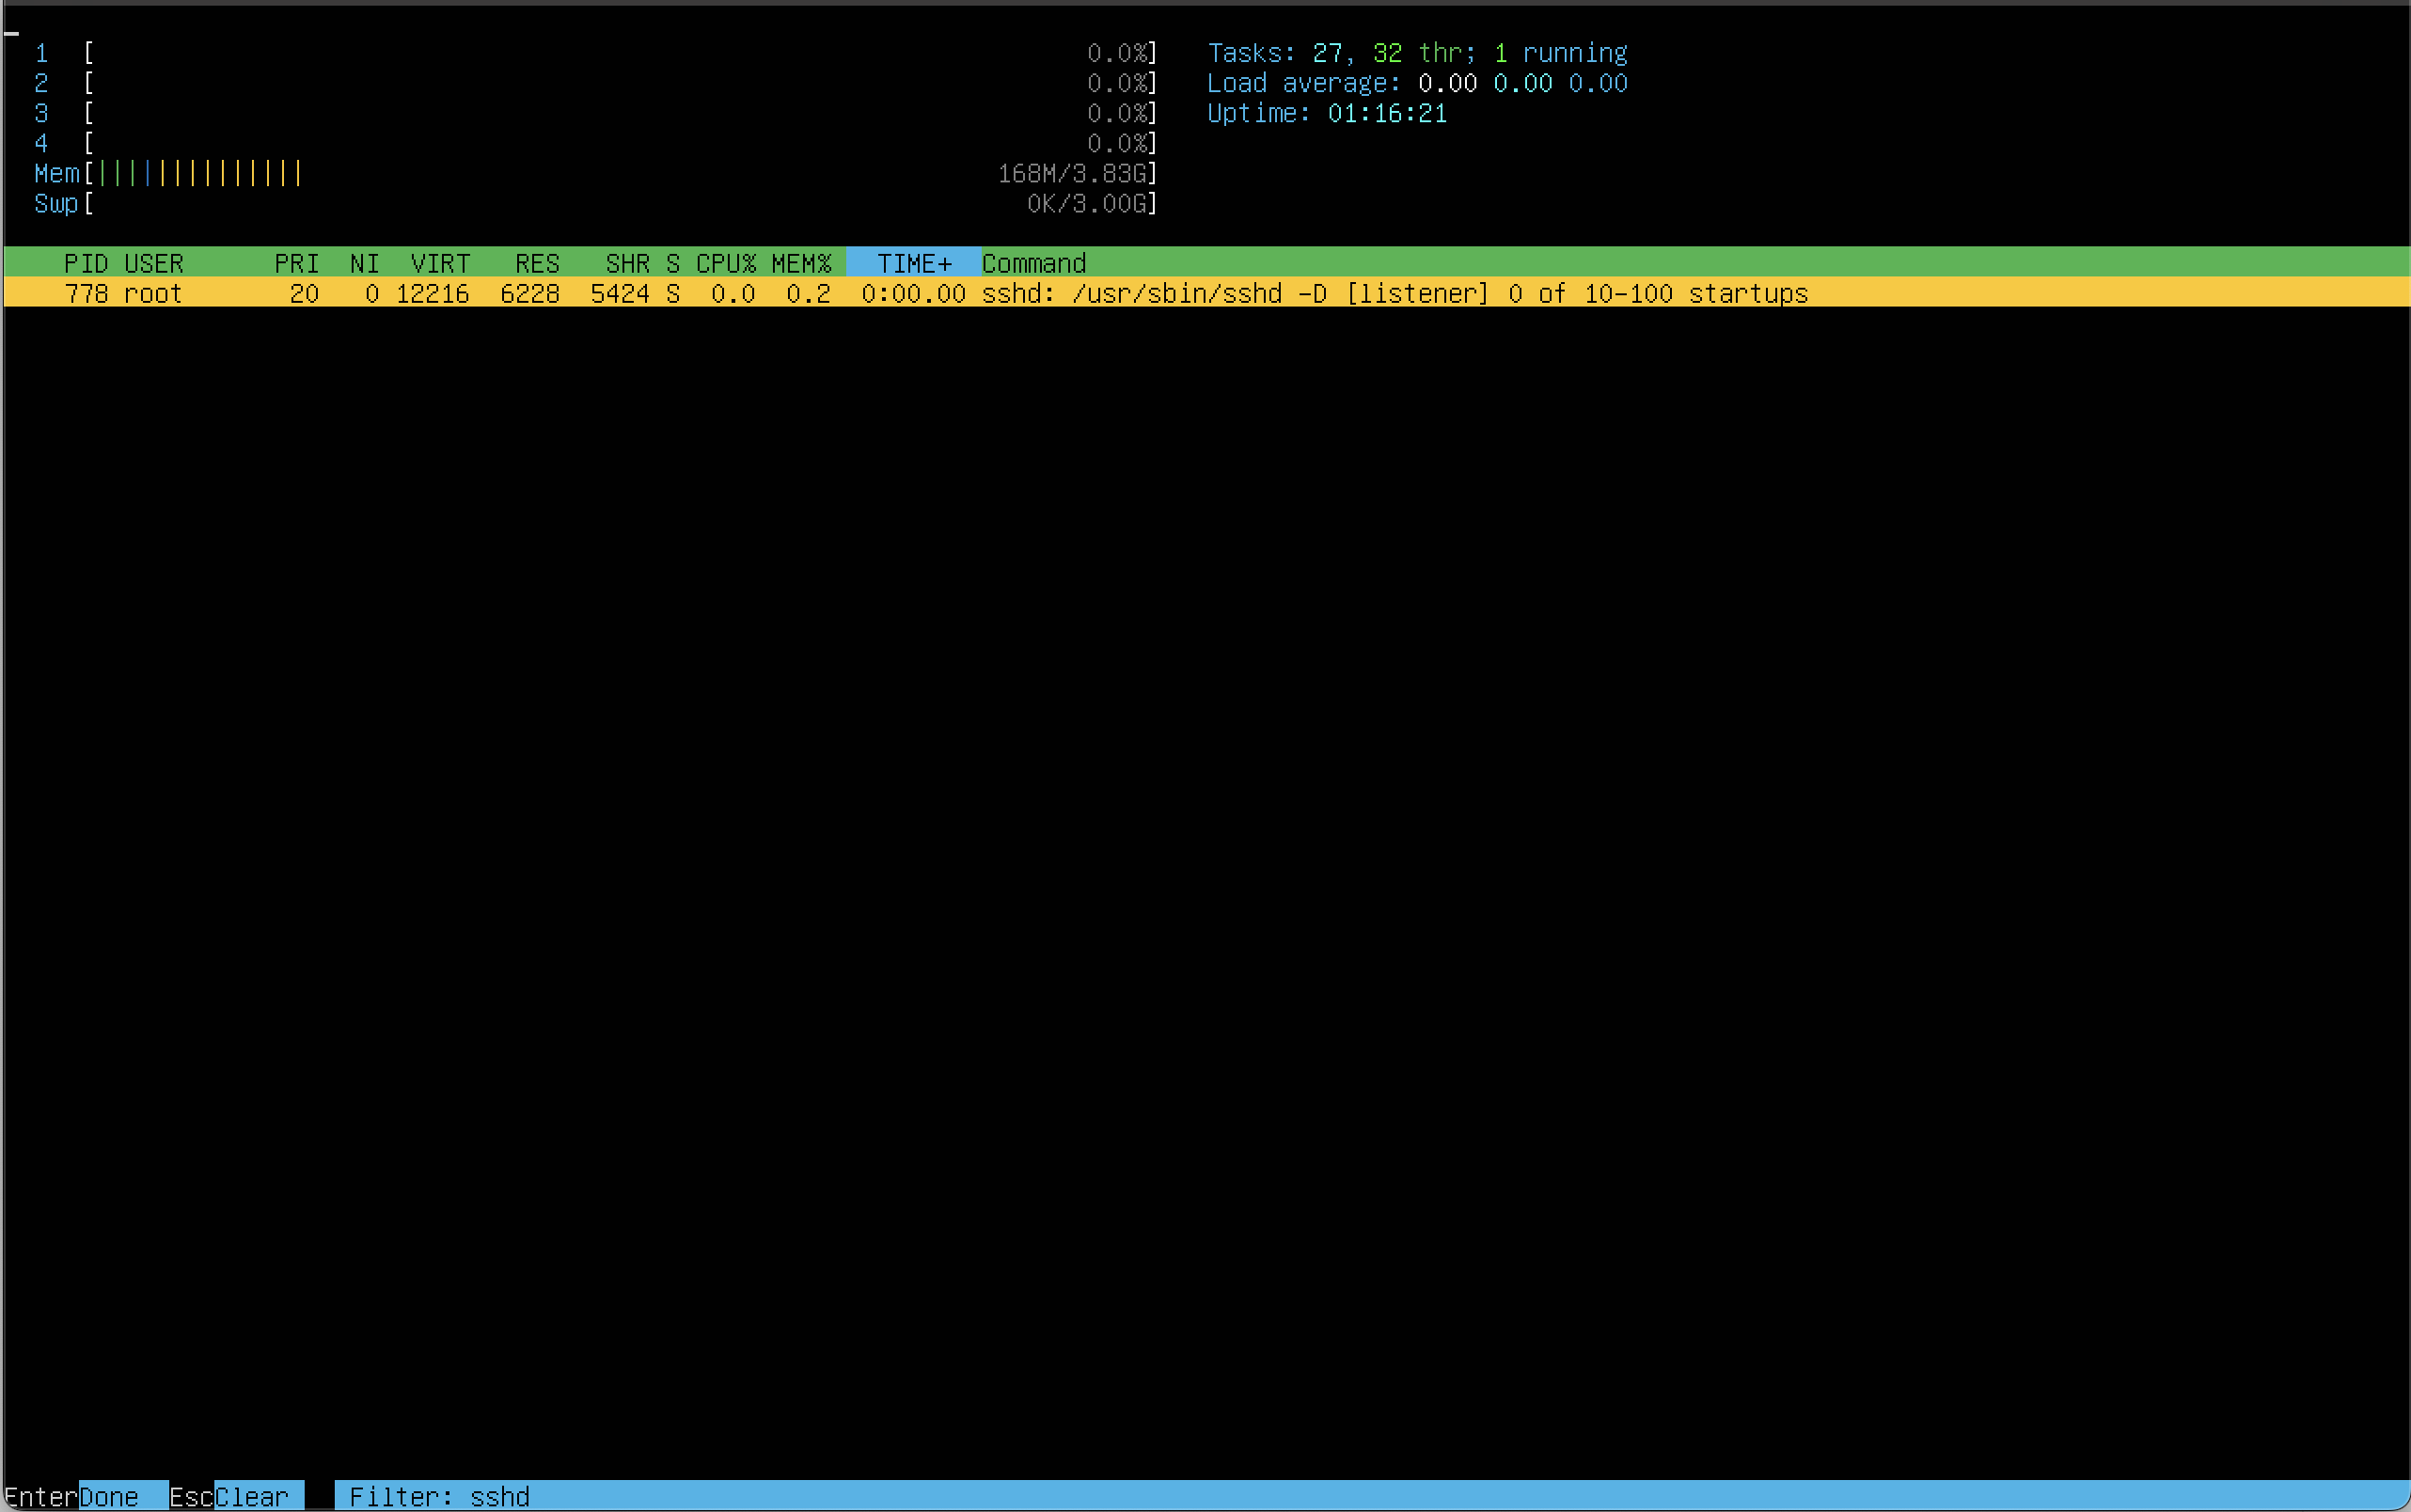 1 [ 0.0%] Tasks: 27, 32 thr; 1 running
2 [ 0.0%] Load average: 0.00 0.00 0.00
3 [ 0.0%] Uptime: 01:16:21
4 [ 0.0%]
Mem[|||||||||||||| 168M/3.83G]
Swp[ 0K/3.00G]
PID USER PRI NI VIRT RES SHR S CPU% MEM% TIME+ Command
778 root 20 0 12216 6228 5424 S 0.0 0.2 0:00.00 sshd: /usr/sbin/sshd -D [listener] 0 of 10-100 startups
EnterDone EscClear Filter: sshd